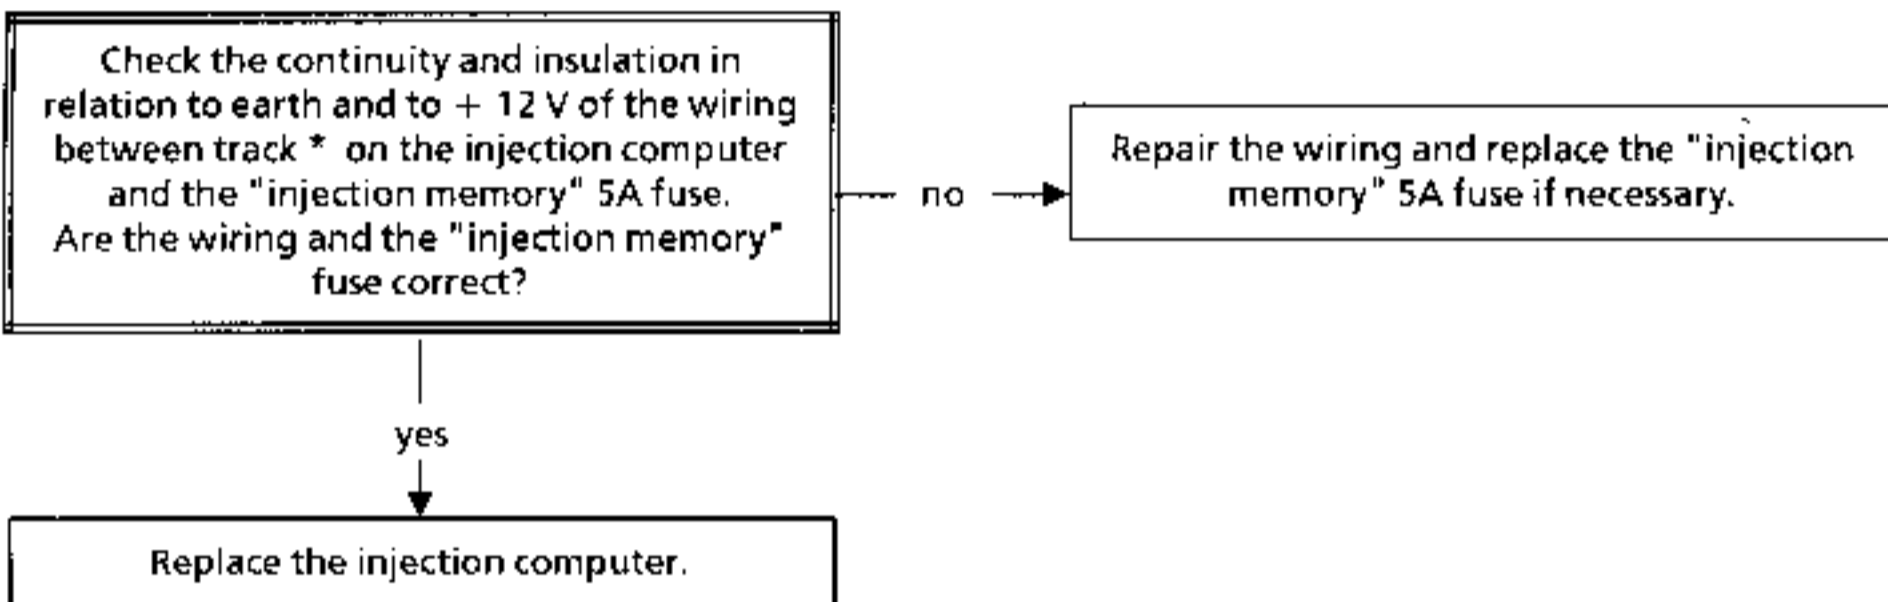 Check the continuity and insulation in
relation to earth and to + 12 V of the wiring
between track * on the injection computer
and the "injection memory" 5A fuse.
Are the wiring and the "injection memory"
fuse correct?
no
Repair the wiring and replace the "injection
memory" 5A fuse if necessary.
yes
Replace the injection computer.